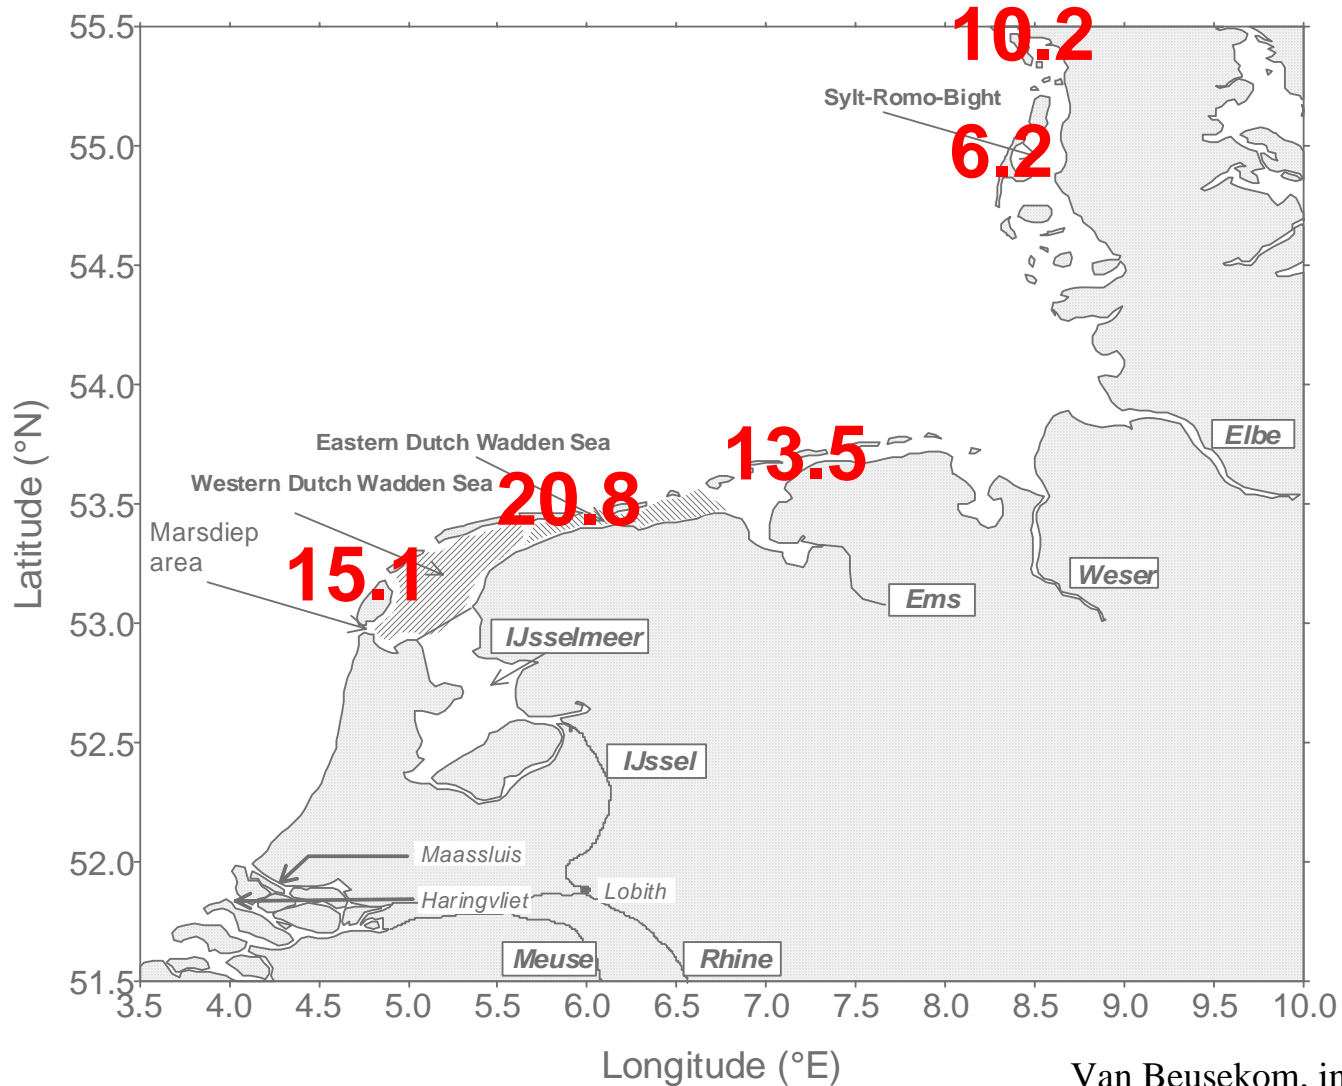 55.5
10.2
Sylt-Romo-Bight
55.0
6.2
54.5
54.0
Eastern Dutch Wadden Sea
13.5
Elbe
Western Dutch Wadden Sea
20.8
53.5
Marsdiep
area
15.1
Weser
Ems
53.0
IJsselmeer
52.5
IJssel
52.0
Maassluis
Haringvliet
Lobith
Meuse
Rhine
51.5
Latitude (°N)
3.5 4.0 4.5 5.0 5.5 6.0 6.5 7.0 7.5 8.0 8.5 9.0 9.5 10.0
Longitude (°E)
Van Beusekom, in